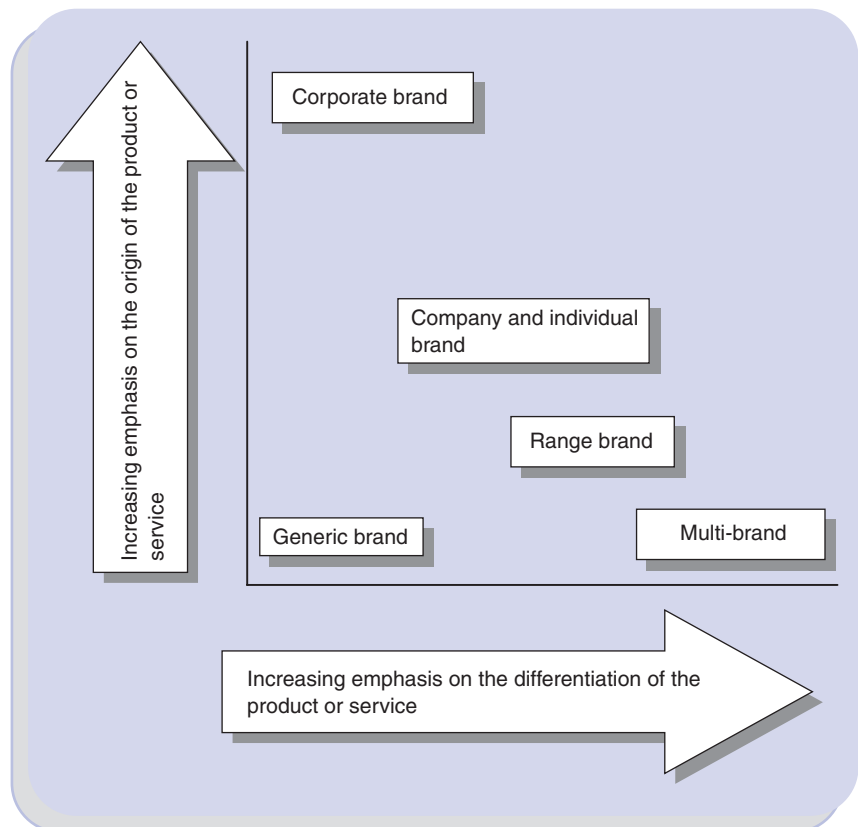 Increasing emphasis on the origin of the product or
service
Corporate brand
Company and individual
brand
Range brand
Generic brand
Multi-brand
Increasing emphasis on the differentiation of the
product or service